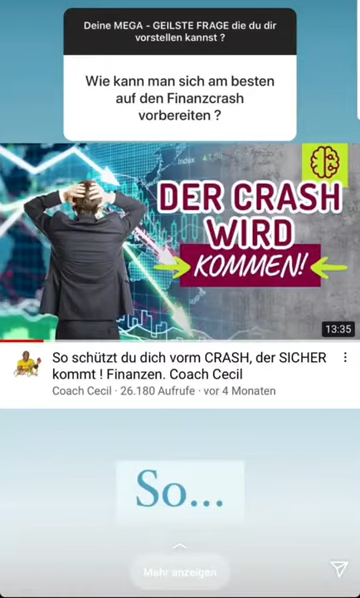 Deine MEGA - GEILSTE FRAGE die du dir
vorstellen kannst ?
Wie kann man sich am besten
auf den Finanzcrash
vorbereiten ?
Index
DER CRASH
WIRD
KOMMEN!
13:35
So schützt du dich vorm CRASH, der SICHER
kommt ! Finanzen. Coach Cecil
Coach Cecil · 26.180 Aufrufe · vor 4 Monaten
So...
Mehr anzeigen